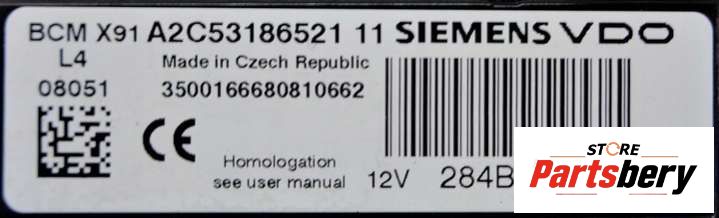 BCM X91 A2C53186521 11 SIEMENS VDO
L4
Made in Czech Republic
08051
3500166680810662
CE
Homologation
see user manual
12V
284B
STORE
Partsbery